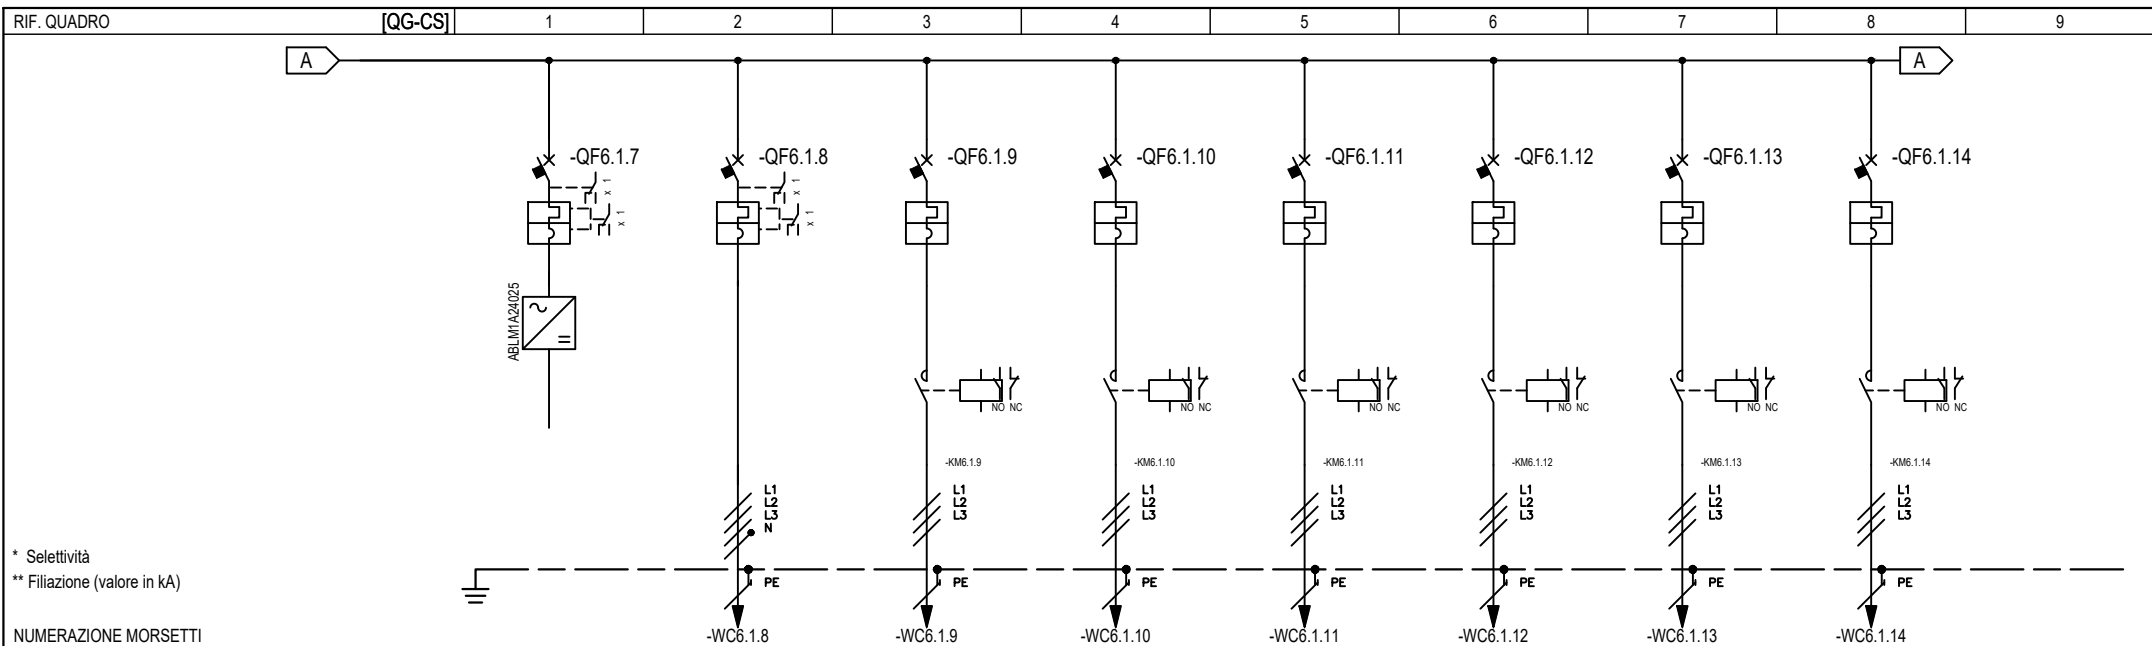 RIF. QUADRO [QG-CS] 1 2 3 4 5 6 7 8 9
A A
-QF6.1.7 -QF6.1.8 -QF6.1.9 -QF6.1.10 -QF6.1.11 -QF6.1.12 -QF6.1.13 -QF6.1.14
x 1 x 1
x 1 x 1
ABLM1A24025
NO NC NO NC NO NC NO NC NO NC NO NC
-KM6.1.9 -KM6.1.10 -KM6.1.11 -KM6.1.12 -KM6.1.13 -KM6.1.14
L1 L1 L1 L1 L1 L1 L1
L2 L2 L2 L2 L2 L2 L2
L3 L3 L3 L3 L3 L3 L3
N
* Selettività
** Filiazione (valore in kA)
PE PE PE PE PE PE PE
NUMERAZIONE MORSETTI -WC6.1.8 -WC6.1.9 -WC6.1.10 -WC6.1.11 -WC6.1.12 -WC6.1.13 -WC6.1.14